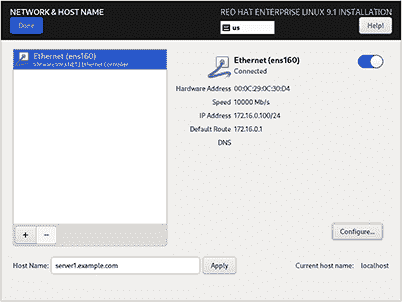 NETWORK & HOST NAME
RED HAT ENTERPRISE LINUX 9.1 INSTALLATION
Done
us
Help!
Ethernet (ens160)
Ethernet (ens160)
Connected
Hardware Address 00:0C:29:0C:30:D4
Speed 10000 Mb/s
IP Address 172.16.0.100/24
Default Route 172.16.0.1
DNS
+ −
Configure...
Host Name: server1.example.com Apply Current host name: localhost